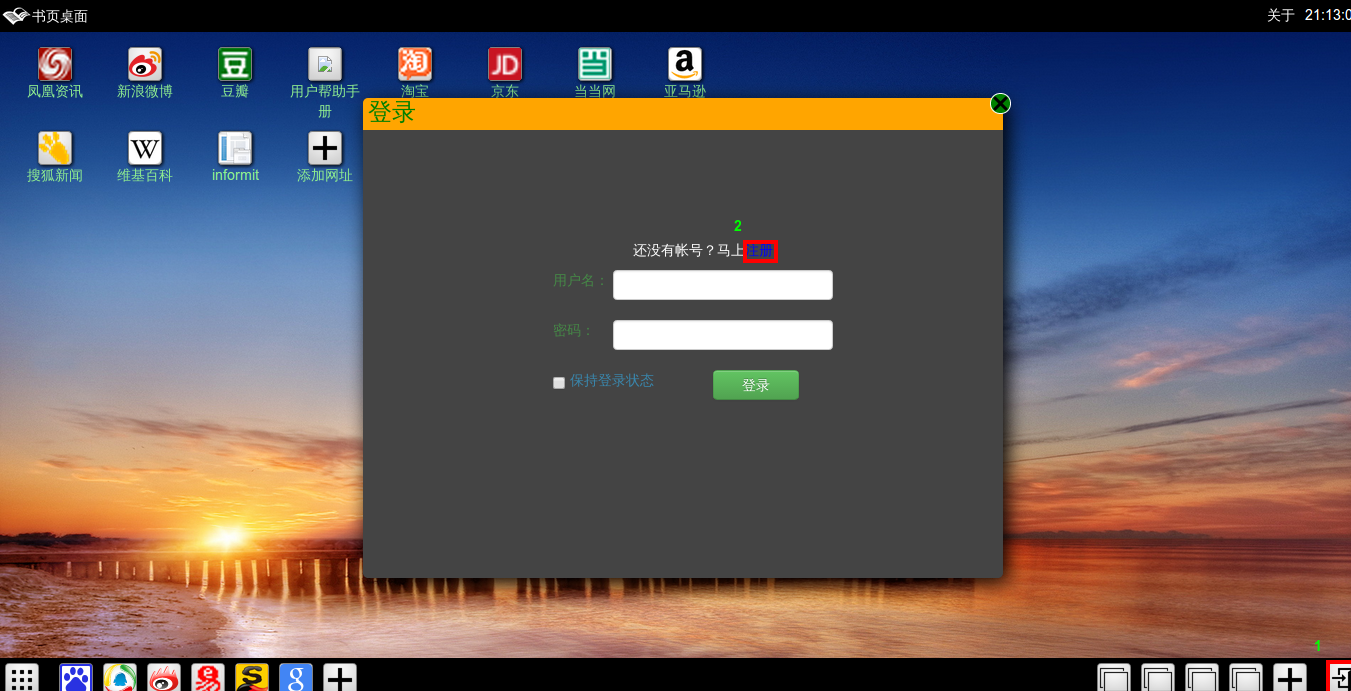 书页桌面
关于 21:13:0
凤凰资讯 新浪微博 豆瓣 用户帮助手册 淘宝 京东 当当网 亚马逊
搜狐新闻 维基百科 informit 添加网址
登录
2
还没有帐号？马上注册
用户名：
密码：
保持登录状态 登录
1